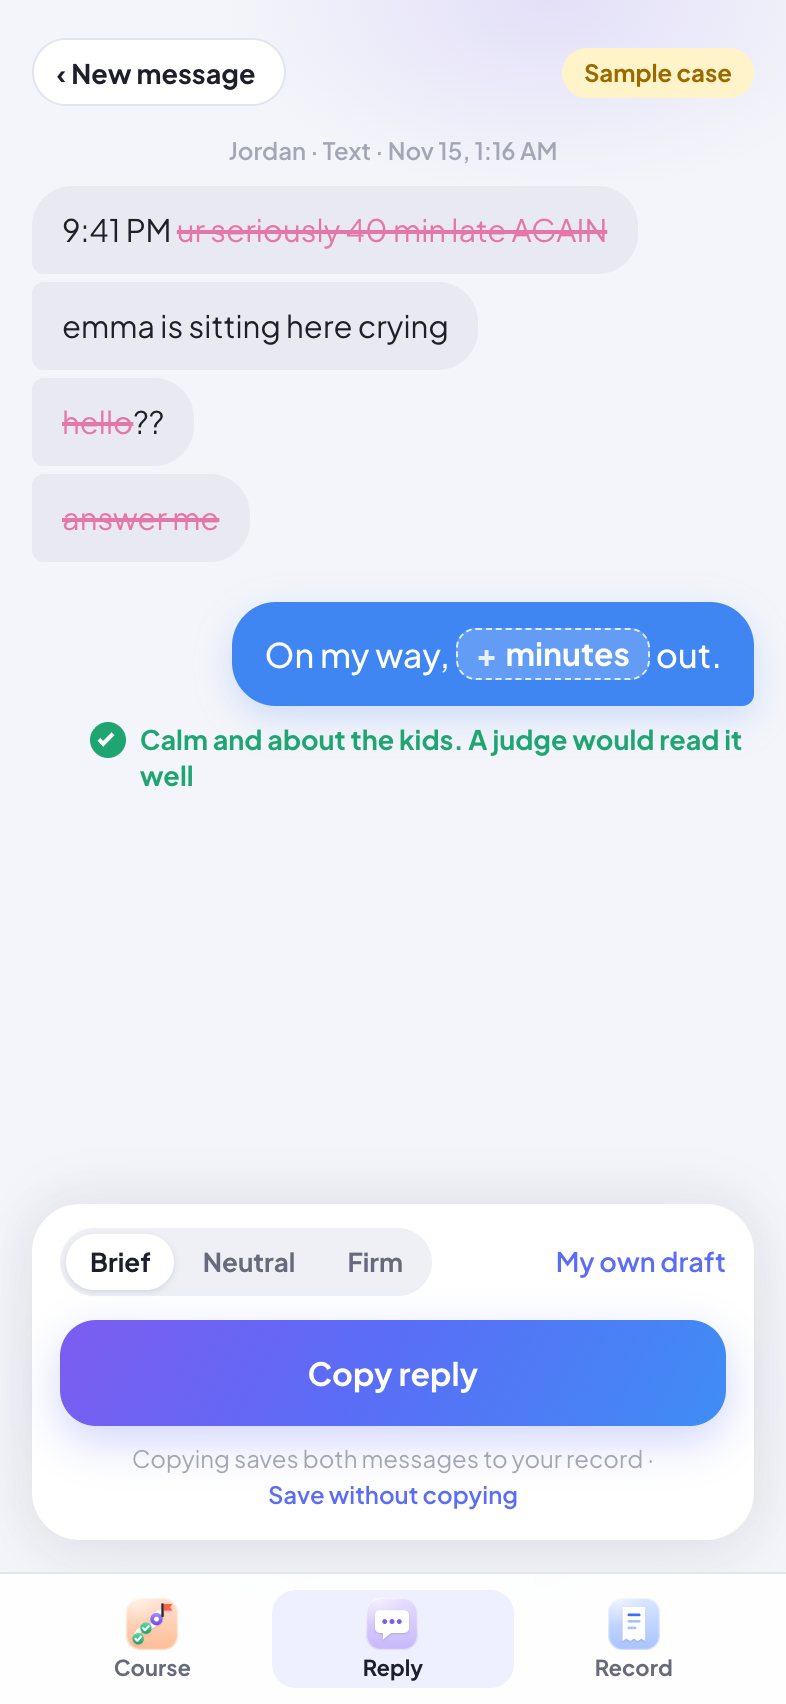 ‹ New message
Sample case
Jordan · Text · Nov 15, 1:16 AM
9:41 PM ur seriously 40 min late AGAIN
emma is sitting here crying
hello??
answer me
On my way, + minutes out.
Calm and about the kids. A judge would read it
well
Brief
Neutral
Firm
My own draft
Copy reply
Copying saves both messages to your record ·
Save without copying
Course
Reply
Record